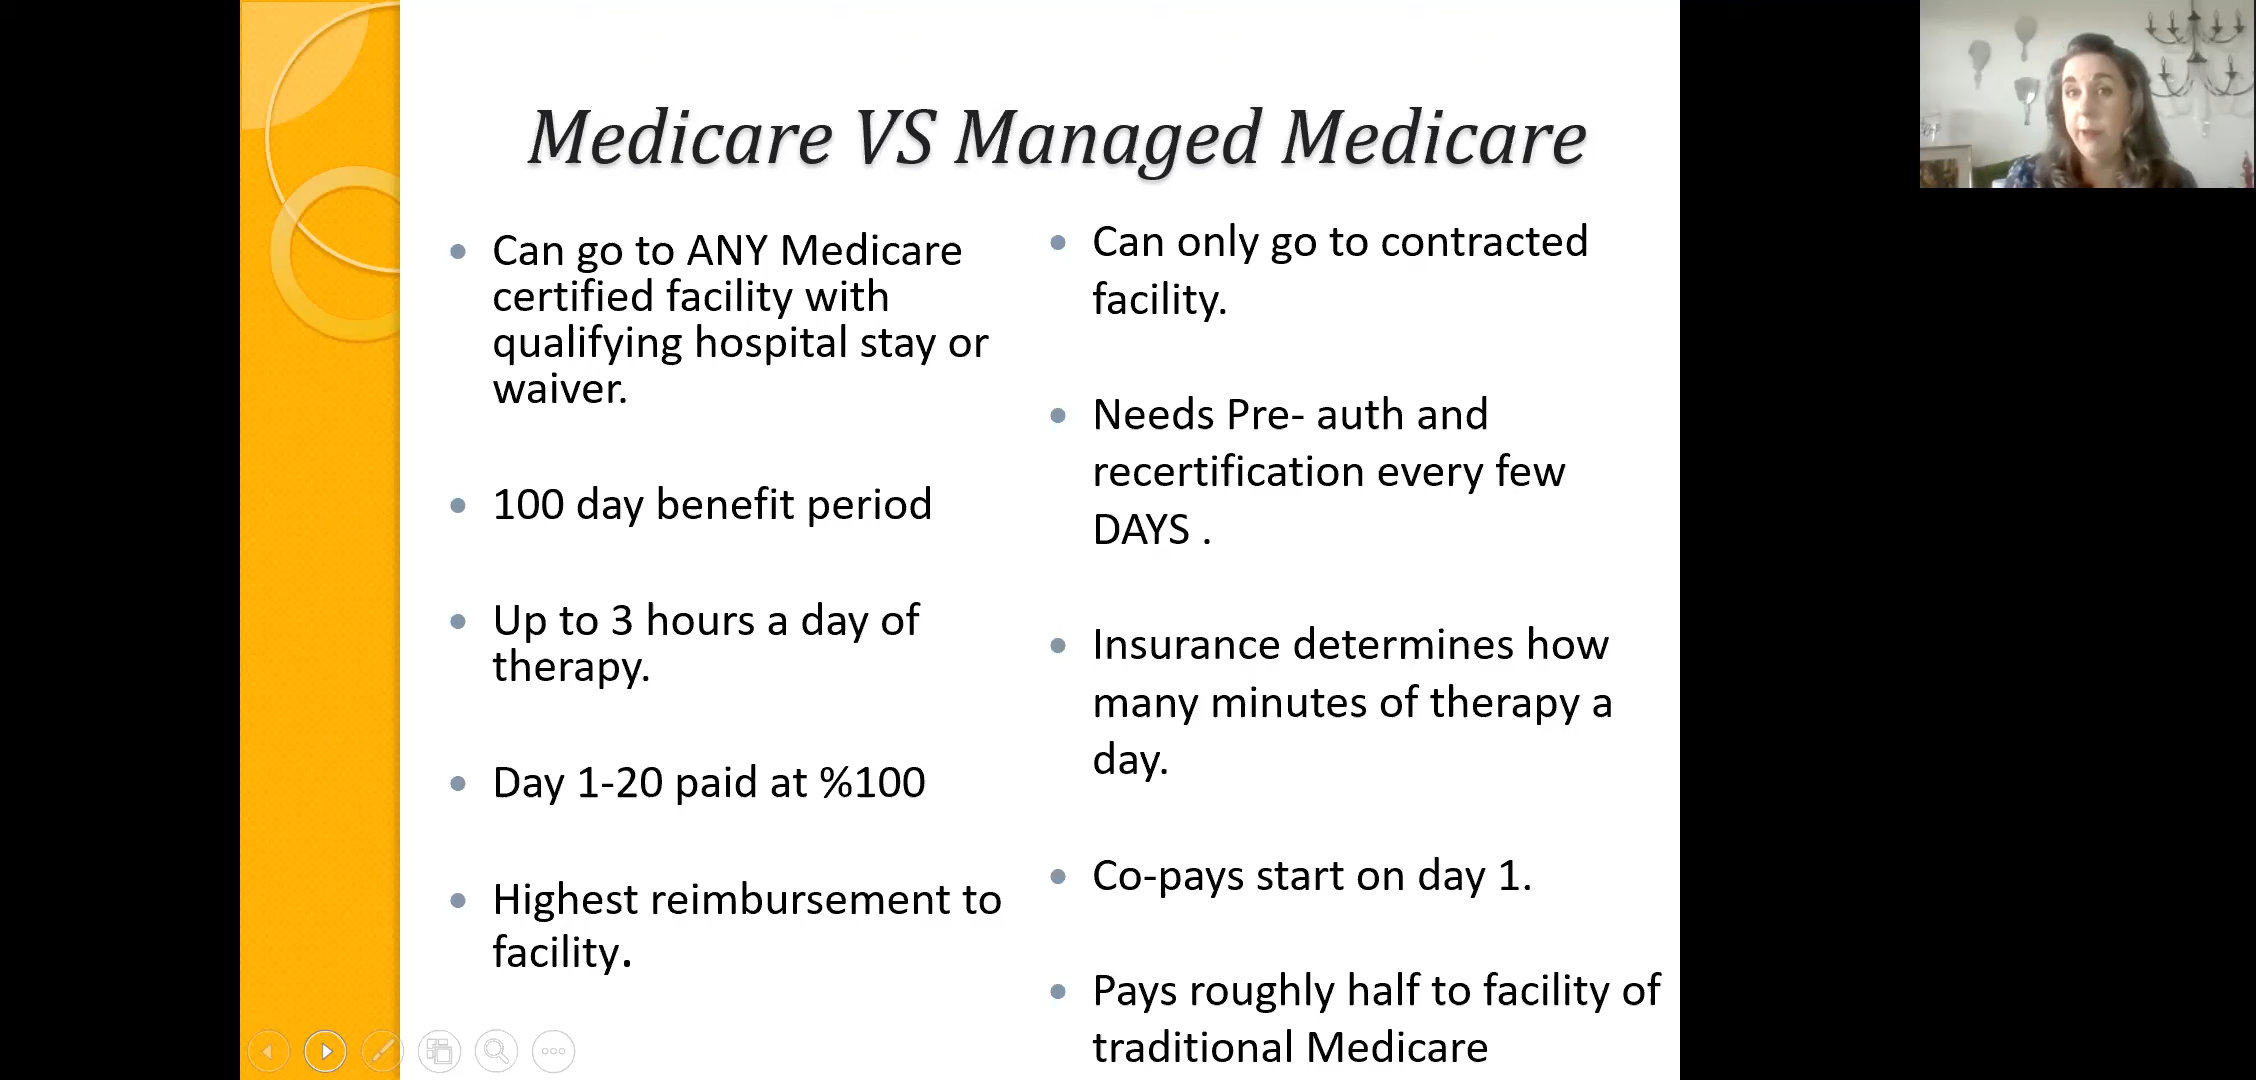 Medicare VS Managed Medicare
Can go to ANY Medicare
certified facility with
qualifying hospital stay or
waiver.
100 day benefit period
Up to 3 hours a day of
therapy.
Day 1-20 paid at %100
Highest reimbursement to
facility.
Can only go to contracted
facility.
Needs Pre- auth and
recertification every few
DAYS .
Insurance determines how
many minutes of therapy a
day.
Co-pays start on day 1.
Pays roughly half to facility of
traditional Medicare